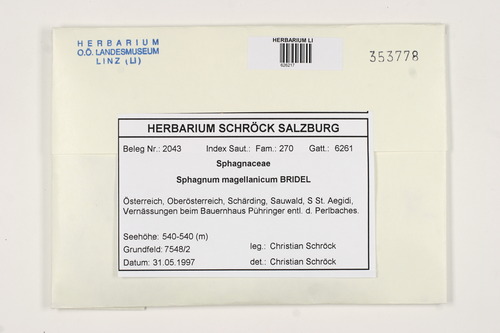 HERBARIUM
O.Ö. LANDESMUSEUM
LINZ (LI)
HERBARIUM LI
626217
353778
HERBARIUM SCHRÖCK SALZBURG
Beleg Nr.: 2043 Index Saut.: Fam.: 270 Gatt.: 6261
Sphagnaceae
Sphagnum magellanicum BRIDEL
Österreich, Oberösterreich, Schärding, Sauwald, S St. Aegidi,
Vernässungen beim Bauernhaus Pühringer entl. d. Perlbaches.
Seehöhe: 540-540 (m)
Grundfeld: 7548/2 leg.: Christian Schröck
Datum: 31.05.1997 det.: Christian Schröck